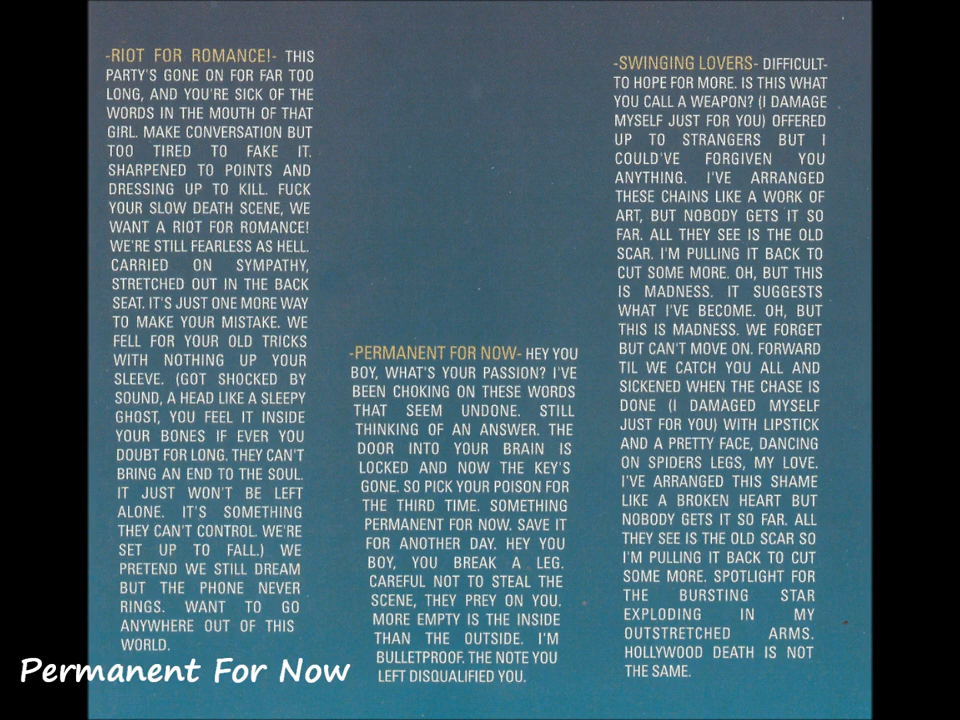 -RIOT FOR ROMANCE!- THIS
PARTY'S GONE ON FOR FAR TOO
LONG, AND YOU'RE SICK OF THE
WORDS IN THE MOUTH OF THAT
GIRL. MAKE CONVERSATION BUT
TOO TIRED TO FAKE IT.
SHARPENED TO POINTS AND
DRESSING UP TO KILL. FUCK
YOUR SLOW DEATH SCENE, WE
WANT A RIOT FOR ROMANCE!
WE'RE STILL FEARLESS AS HELL.
CARRIED ON SYMPATHY,
STRETCHED OUT IN THE BACK
SEAT. IT'S JUST ONE MORE WAY
TO MAKE YOUR MISTAKE. WE
FELL FOR YOUR OLD TRICKS
WITH NOTHING UP YOUR
SLEEVE. (GOT SHOCKED BY
SOUND, A HEAD LIKE A SLEEPY
GHOST, YOU FEEL IT INSIDE
YOUR BONES IF EVER YOU
DOUBT FOR LONG. THEY CAN'T
BRING AN END TO THE SOUL.
IT JUST WON'T BE LEFT
ALONE. IT'S SOMETHING
THEY CAN'T CONTROL. WE'RE
SET UP TO FALL.) WE
PRETEND WE STILL DREAM
BUT THE PHONE NEVER
RINGS. WANT TO GO
ANYWHERE OUT OF THIS
WORLD.
-PERMANENT FOR NOW- HEY YOU
BOY, WHAT'S YOUR PASSION? I'VE
BEEN CHOKING ON THESE WORDS
THAT SEEM UNDONE. STILL
THINKING OF AN ANSWER. THE
DOOR INTO YOUR BRAIN IS
LOCKED AND NOW THE KEY'S
GONE. SO PICK YOUR POISON FOR
THE THIRD TIME. SOMETHING
PERMANENT FOR NOW. SAVE IT
FOR ANOTHER DAY. HEY YOU
BOY, YOU BREAK A LEG.
CAREFUL NOT TO STEAL THE
SCENE, THEY PREY ON YOU.
MORE EMPTY IS THE INSIDE
THAN THE OUTSIDE. I'M
BULLETPROOF. THE NOTE YOU
LEFT DISQUALIFIED YOU.
-SWINGING LOVERS- DIFFICULT-
TO HOPE FOR MORE. IS THIS WHAT
YOU CALL A WEAPON? (I DAMAGE
MYSELF JUST FOR YOU) OFFERED
UP TO STRANGERS BUT I
COULD'VE FORGIVEN YOU
ANYTHING. I'VE ARRANGED
THESE CHAINS LIKE A WORK OF
ART, BUT NOBODY GETS IT SO
FAR. ALL THEY SEE IS THE OLD
SCAR. I'M PULLING IT BACK TO
CUT SOME MORE. OH, BUT THIS
IS MADNESS. IT SUGGESTS
WHAT I'VE BECOME. OH, BUT
THIS IS MADNESS. WE FORGET
BUT CAN'T MOVE ON. FORWARD
TIL WE CATCH YOU ALL AND
SICKENED WHEN THE CHASE IS
DONE (I DAMAGED MYSELF
JUST FOR YOU) WITH LIPSTICK
AND A PRETTY FACE, DANCING
ON SPIDERS LEGS, MY LOVE.
I'VE ARRANGED THIS SHAME
LIKE A BROKEN HEART BUT
NOBODY GETS IT SO FAR. ALL
THEY SEE IS THE OLD SCAR SO
I'M PULLING IT BACK TO CUT
SOME MORE. SPOTLIGHT FOR
THE BURSTING STAR
EXPLODING IN MY
OUTSTRETCHED ARMS.
HOLLYWOOD DEATH IS NOT
THE SAME.
Permanent For Now